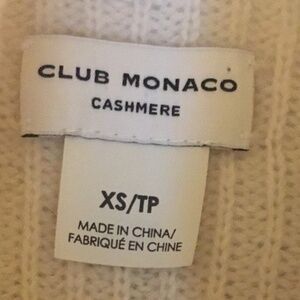 CLUB MONACO
CASHMERE
XS/TP
MADE IN CHINA/
FABRIQUÉ EN CHINE